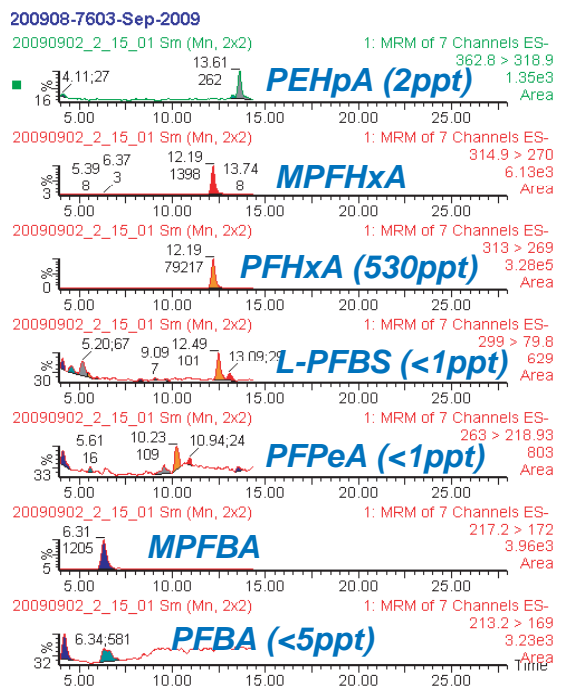 200908-7603-Sep-2009
20090902_2_15_01 Sm (Mn, 2x2) 1: MRM of 7 Channels ES-
362.8 > 318.9
1.35e3
Area
4.11;27
13.61
262
PEHpA (2ppt)
%
16
5.00 10.00 15.00 20.00 25.00
20090902_2_15_01 Sm (Mn, 2x2) 1: MRM of 7 Channels ES-
314.9 > 270
6.13e3
Area
5.39
8
6.37
3
12.19
1398
13.74
8
MPFHxA
%
3
5.00 10.00 15.00 20.00 25.00
20090902_2_15_01 Sm (Mn, 2x2) 1: MRM of 7 Channels ES-
313 > 269
3.28e5
Area
12.19
79217
PFHxA (530ppt)
%
0
5.00 10.00 15.00 20.00 25.00
20090902_2_15_01 Sm (Mn, 2x2) 1: MRM of 7 Channels ES-
299 > 79.8
629
Area
5.20;67
9.09
7
12.49
101
L-PFBS (<1ppt)
%
30
5.00 10.00 15.00 20.00 25.00
20090902_2_15_01 Sm (Mn, 2x2) 1: MRM of 7 Channels ES-
263 > 218.93
803
Area
5.61
16
10.23
109
10.94;24
PFPeA (<1ppt)
%
33
5.00 10.00 15.00 20.00 25.00
20090902_2_15_01 Sm (Mn, 2x2) 1: MRM of 7 Channels ES-
217.2 > 172
3.96e3
Area
6.31
1205
MPFBA
%
5
5.00 10.00 15.00 20.00 25.00
20090902_2_15_01 Sm (Mn, 2x2) 1: MRM of 7 Channels ES-
213.2 > 169
3.23e3
Area
6.34;581
PFBA (<5ppt)
%
32
Time
5.00 10.00 15.00 20.00 25.00